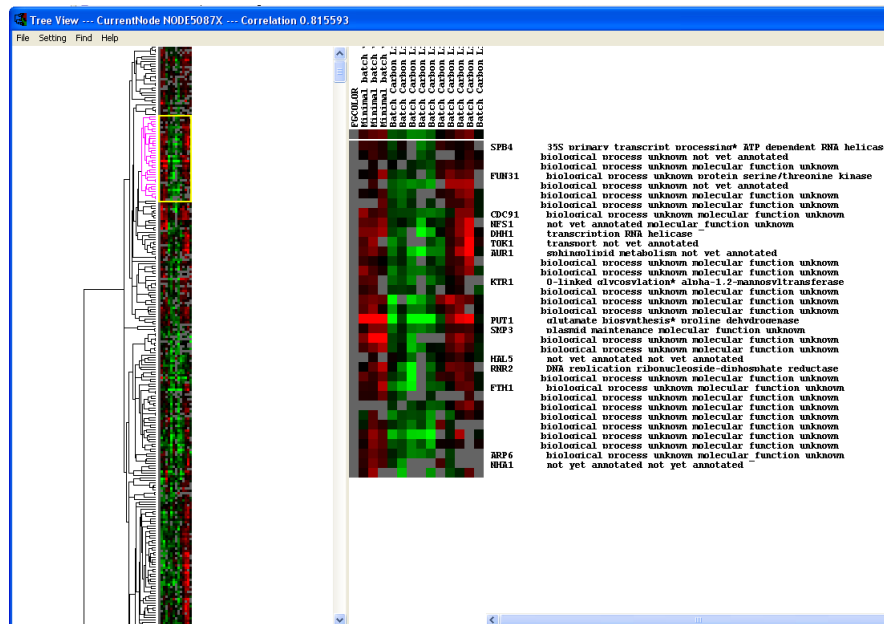 Tree View --- CurrentNode NODE5087X --- Correlation 0.815593
File Setting Find Help
FGCOLOR
Minimal batch
Minimal batch
Minimal batch
Batch Carbon L
Batch Carbon L
Batch Carbon L
Batch Carbon L
Batch Carbon L
Batch Carbon L
Batch Carbon L
Batch Carbon L
Batch Carbon L
Batch Carbon L
SPB4 35S primary transcript processing* ATP dependent RNA helicase
biological process unknown not yet annotated
biological process unknown molecular function unknown
FUN31 biological process unknown protein serine/threonine kinase
biological process unknown not yet annotated
biological process unknown molecular function unknown
biological process unknown molecular function unknown
CDC91 biological process unknown molecular function unknown
NFS1 not yet annotated molecular_function unknown
DHH1 transcription RNA helicase
TOK1 transport not yet annotated
AUR1 sphingolipid metabolism not yet annotated
biological process unknown molecular function unknown
biological process unknown molecular function unknown
KTR1 O-linked glycosylation* alpha-1,2-mannosyltransferase
biological process unknown molecular function unknown
biological process unknown molecular function unknown
biological process unknown molecular function unknown
PUT1 glutamate biosynthesis* proline dehydrogenase
SMP3 plasmid maintenance molecular function unknown
biological process unknown molecular function unknown
biological process unknown molecular function unknown
HAL5 not yet annotated not yet annotated
RNR2 DNA replication ribonucleoside-diphosphate reductase
biological process unknown molecular function unknown
FTH1 biological process unknown molecular function unknown
biological process unknown molecular function unknown
biological process unknown molecular function unknown
biological process unknown molecular function unknown
biological process unknown molecular function unknown
biological process unknown molecular function unknown
biological process unknown molecular function unknown
ARP6 biological process unknown molecular_function unknown
NHA1 not yet annotated not yet annotated